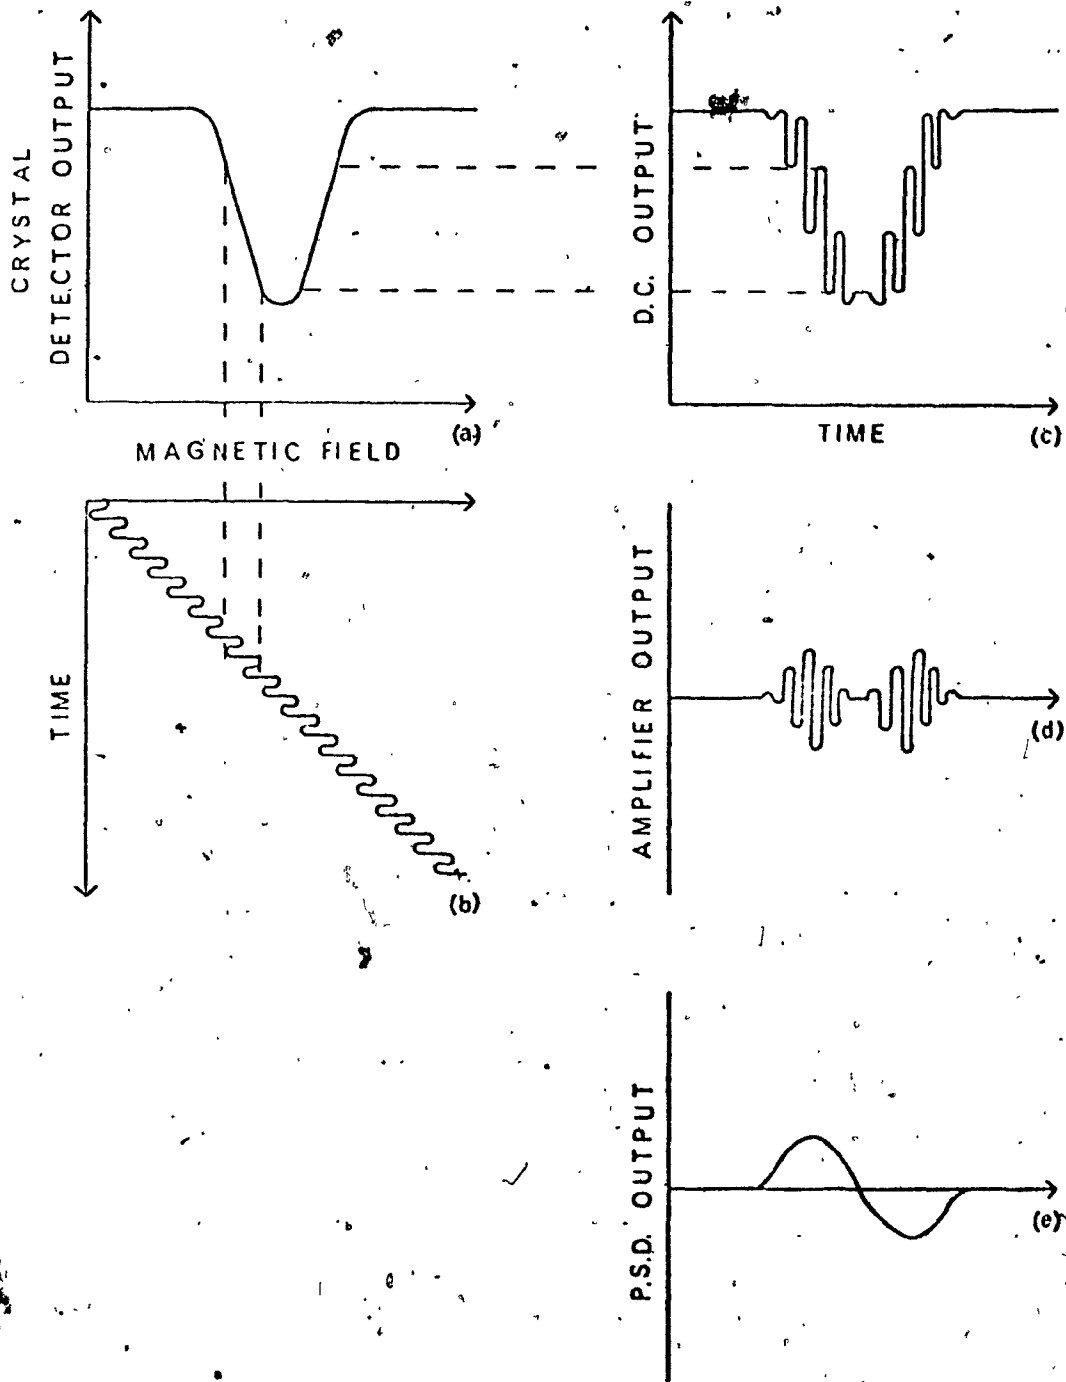 CRYSTAL
DETECTOR OUTPUT
(a)
MAGNETIC FIELD
D.C. OUTPUT
TIME
(c)
TIME
(b)
AMPLIFIER OUTPUT
(d)
P.S.D. OUTPUT
(e)